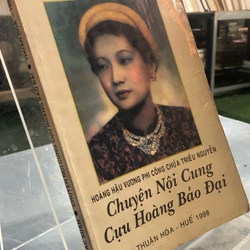 HOÀNG HẬU VƯƠNG PHI CÔNG CHÚA TRIỀU NGUYỄN
Chuyện Nội Cung
Cựu Hoàng Bảo Đại
THUẬN HÓA - HUẾ 1998